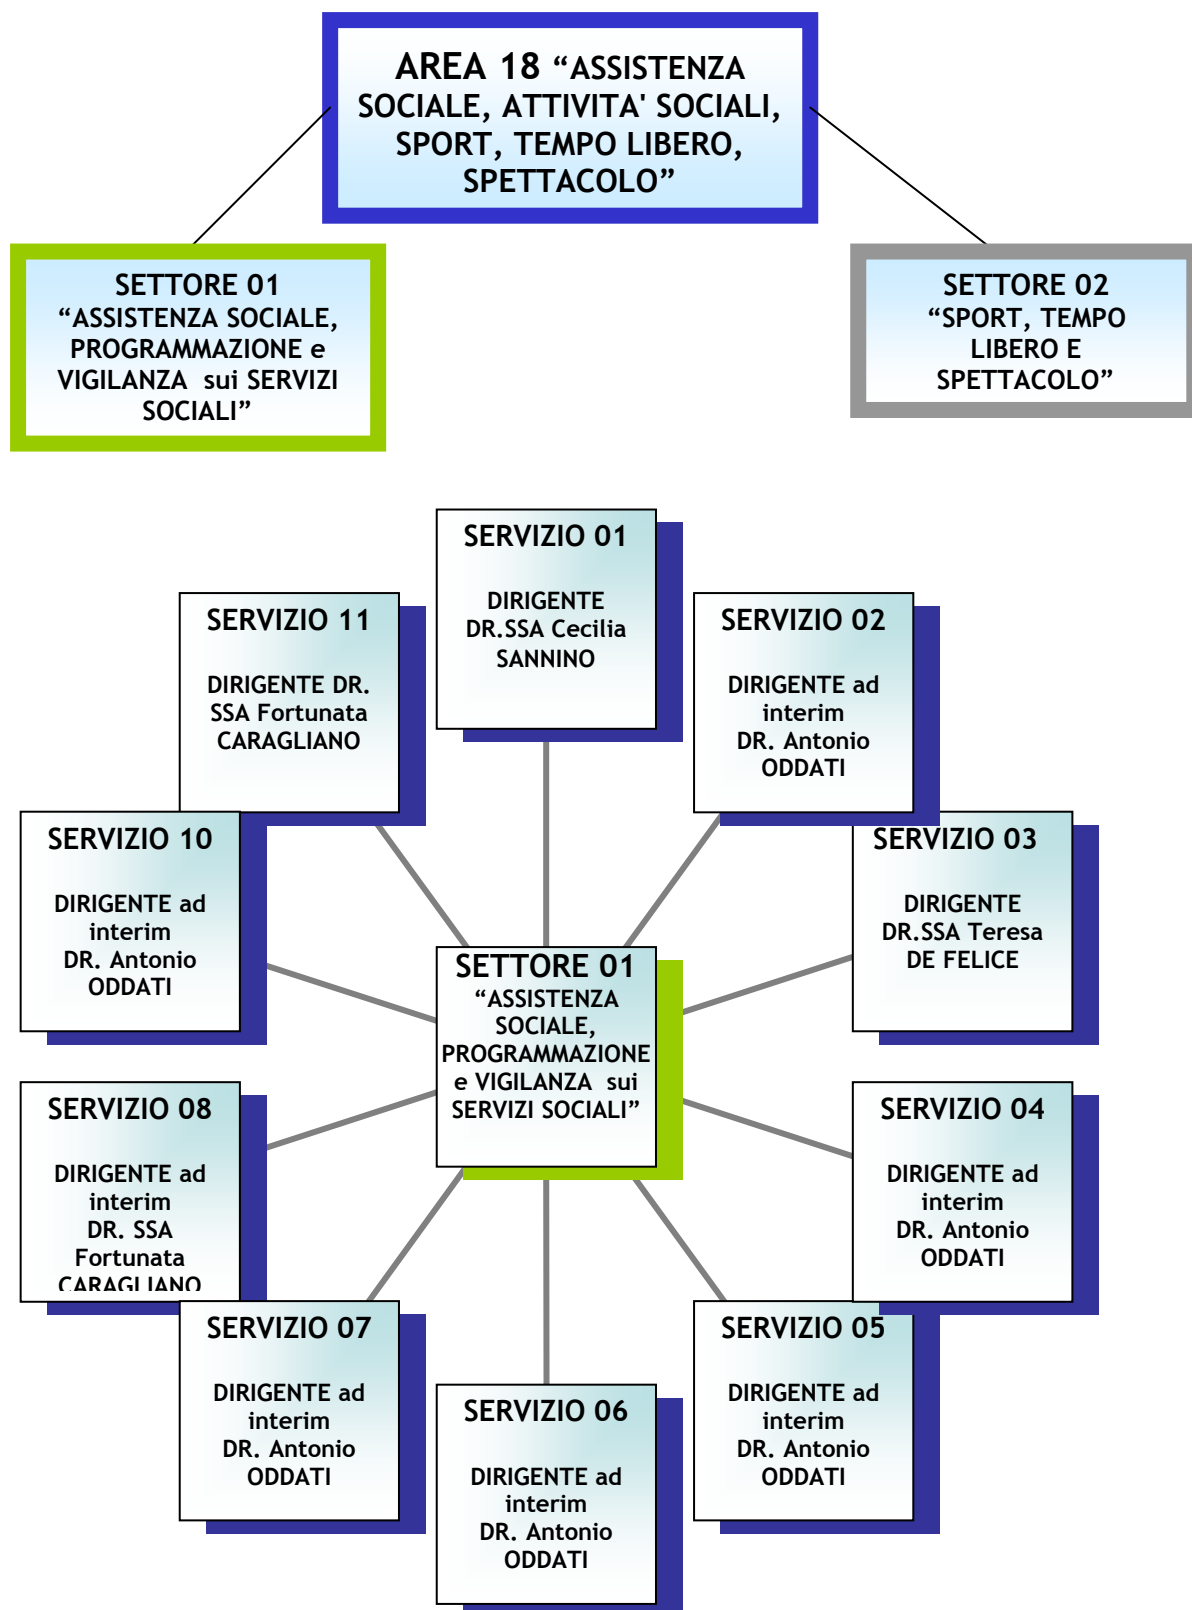 AREA 18 “ASSISTENZA
SOCIALE, ATTIVITA' SOCIALI,
SPORT, TEMPO LIBERO,
SPETTACOLO”
SETTORE 01
“ASSISTENZA SOCIALE,
PROGRAMMAZIONE e
VIGILANZA  sui SERVIZI
SOCIALI”
SETTORE 02
“SPORT, TEMPO
LIBERO E
SPETTACOLO”
SERVIZIO 01
DIRIGENTE
DR.SSA Cecilia
SANNINO
SERVIZIO 11
DIRIGENTE DR.
SSA Fortunata
CARAGLIANO
SERVIZIO 02
DIRIGENTE ad
interim
DR. Antonio
ODDATI
SERVIZIO 10
DIRIGENTE ad
interim
DR. Antonio
ODDATI
SERVIZIO 03
DIRIGENTE
DR.SSA Teresa
DE FELICE
SETTORE 01
“ASSISTENZA
SOCIALE,
PROGRAMMAZIONE
e VIGILANZA  sui
SERVIZI SOCIALI”
SERVIZIO 08
DIRIGENTE ad
interim
DR. SSA
Fortunata
CARAGLIANO
SERVIZIO 04
DIRIGENTE ad
interim
DR. Antonio
ODDATI
SERVIZIO 07
DIRIGENTE ad
interim
DR. Antonio
ODDATI
SERVIZIO 05
DIRIGENTE ad
interim
DR. Antonio
ODDATI
SERVIZIO 06
DIRIGENTE ad
interim
DR. Antonio
ODDATI